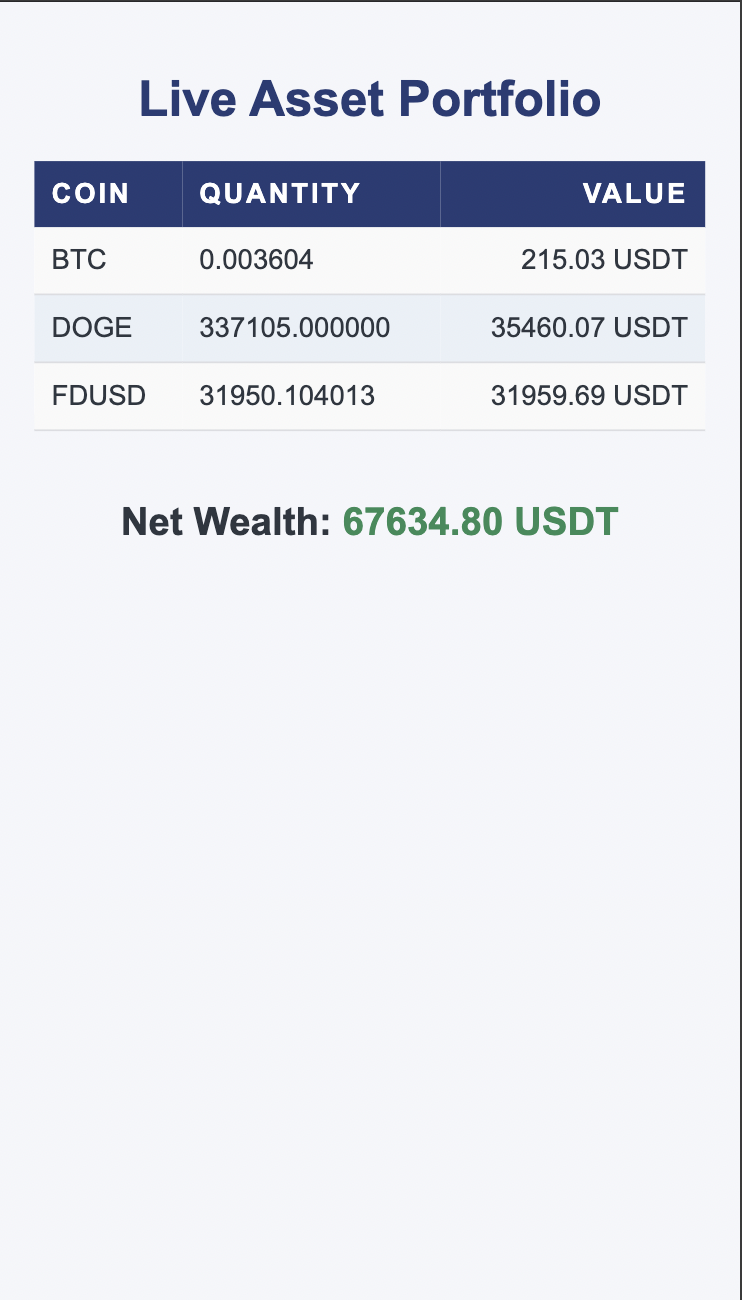 Live Asset Portfolio
COIN QUANTITY VALUE
BTC 0.003604 215.03 USDT
DOGE 337105.000000 35460.07 USDT
FDUSD 31950.104013 31959.69 USDT
Net Wealth: 67634.80 USDT